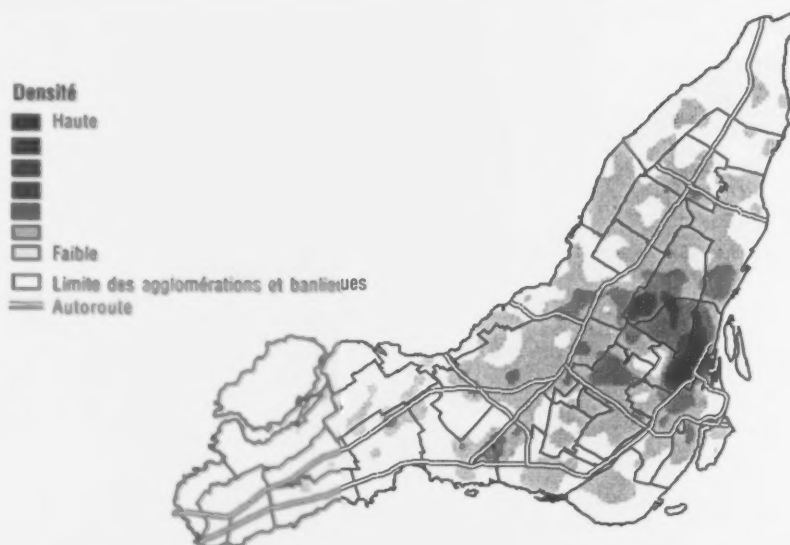 Densité
Haute
Faible
Limite des agglomérations et banlieues
Autoroute